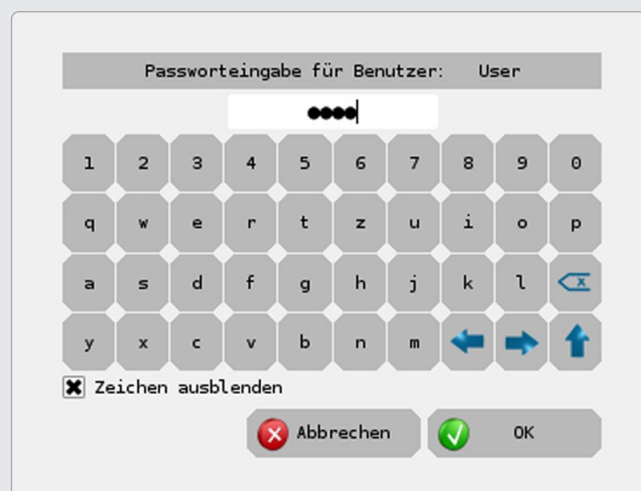 Passworteingabe für Benutzer: User
●●●●
1 2 3 4 5 6 7 8 9 0
q w e r t z u i o p
a s d f g h j k l x
y x c v b n m
Zeichen ausblenden
Abbrechen OK